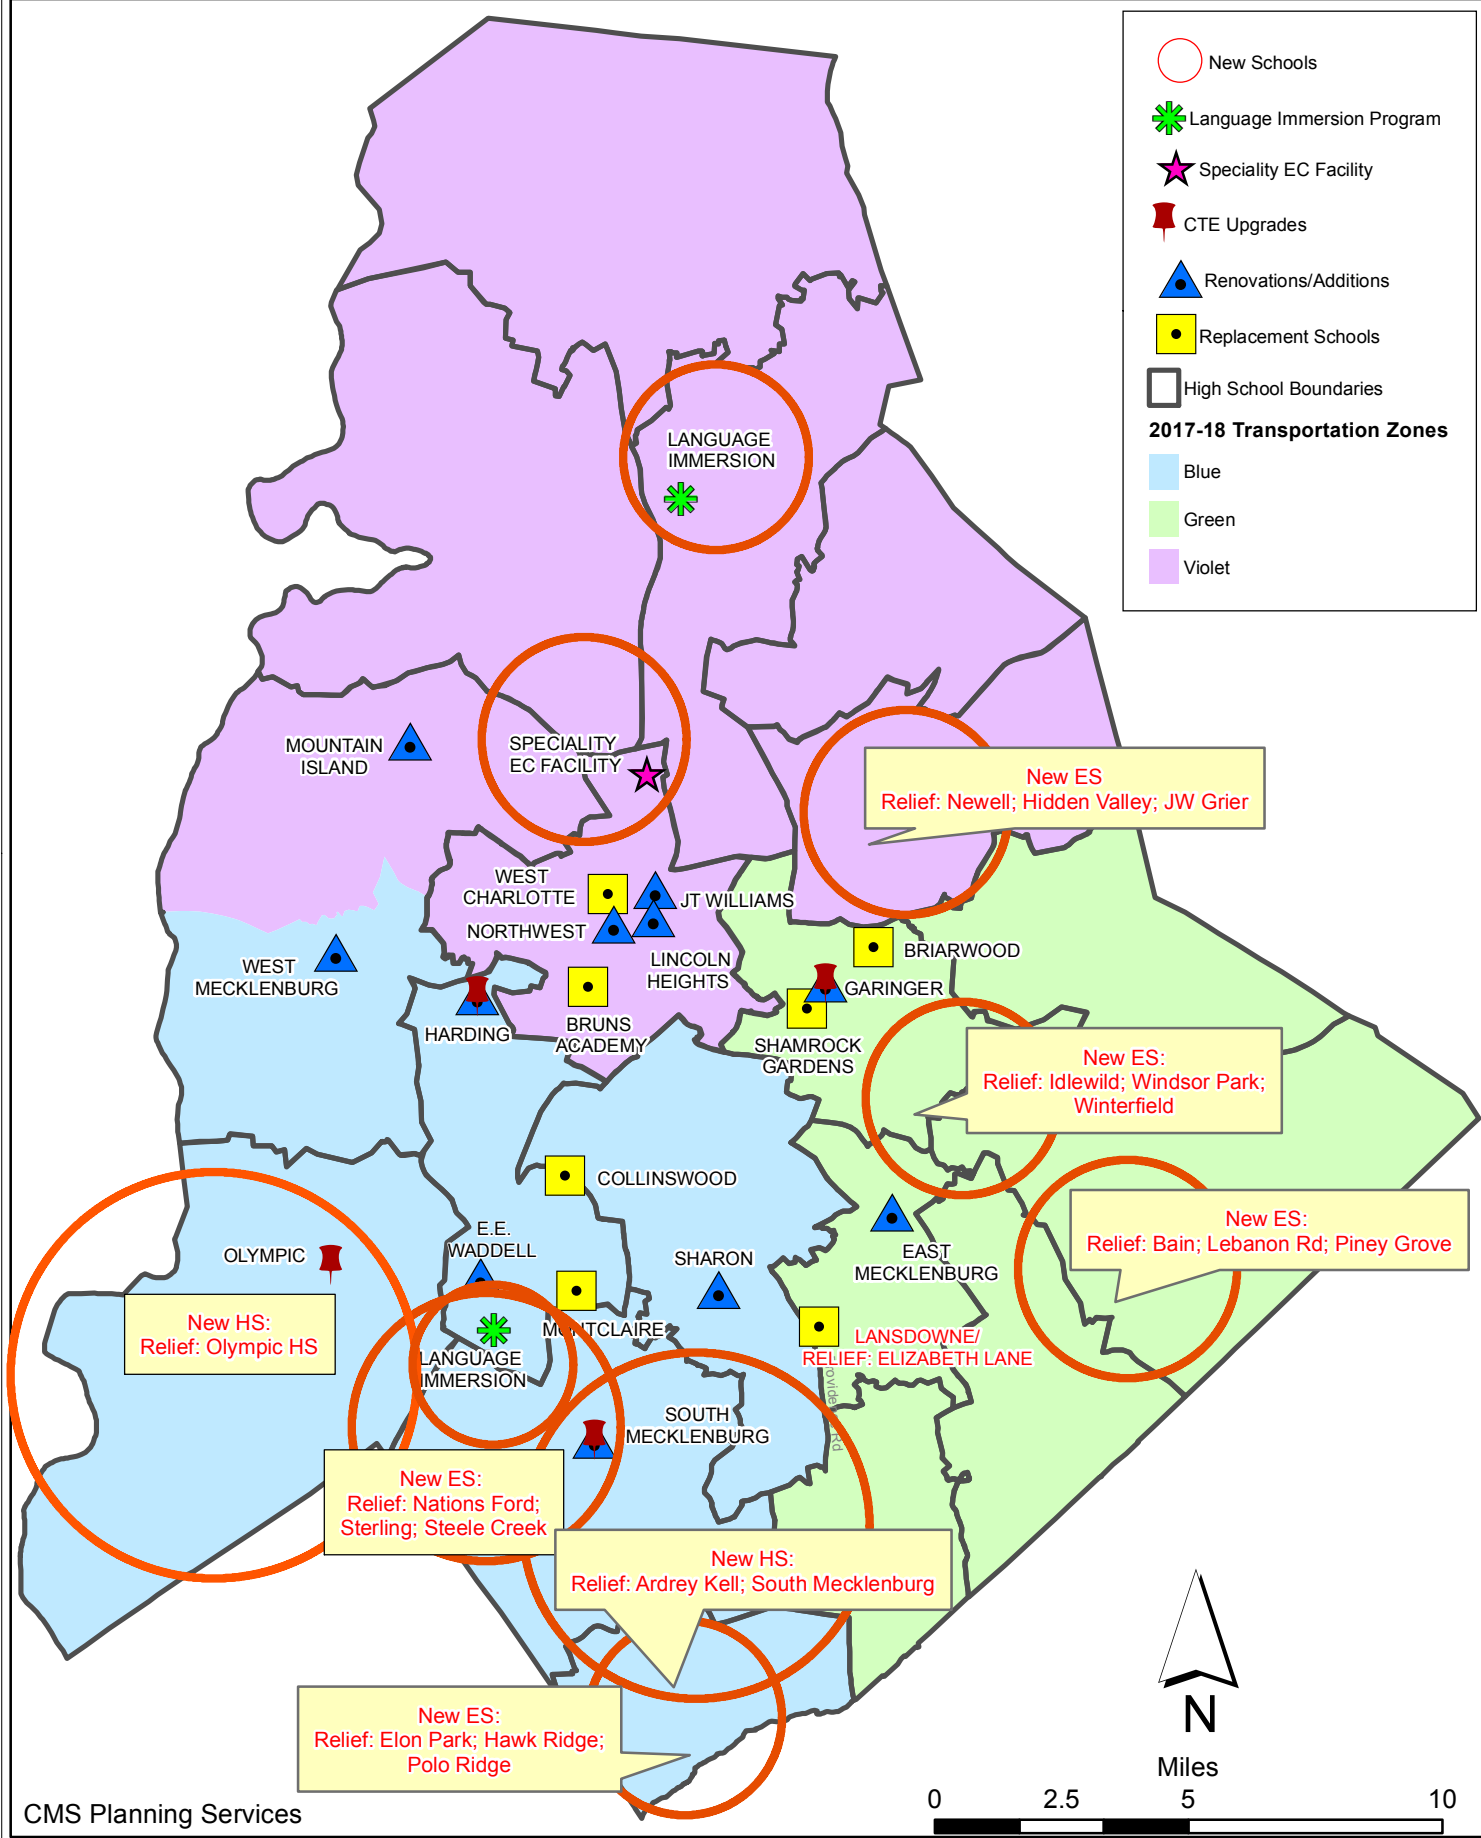 New Schools
Language Immersion Program
Speciality EC Facility
CTE Upgrades
Renovations/Additions
Replacement Schools
High School Boundaries
2017-18 Transportation Zones
Blue
Green
Violet
LANGUAGE
IMMERSION
SPECIALITY
EC FACILITY
MOUNTAIN
ISLAND
New ES
Relief: Newell; Hidden Valley; JW Grier
WEST
CHARLOTTE
JT WILLIAMS
NORTHWEST
LINCOLN
HEIGHTS
BRIARWOOD
WEST
MECKLENBURG
GARINGER
HARDING
BRUNS
ACADEMY
SHAMROCK
GARDENS
New ES:
Relief: Idlewild; Windsor Park;
Winterfield
COLLINSWOOD
E.E.
WADDELL
OLYMPIC
SHARON
EAST
MECKLENBURG
New ES:
Relief: Bain; Lebanon Rd; Piney Grove
New HS:
Relief: Olympic HS
MONTCLAIRE
LANSDOWNE/
RELIEF: ELIZABETH LANE
LANGUAGE
IMMERSION
Rd
SOUTH
MECKLENBURG
New ES:
Relief: Nations Ford;
Sterling; Steele Creek
New HS:
Relief: Ardrey Kell; South Mecklenburg
New ES:
Relief: Elon Park; Hawk Ridge;
Polo Ridge
N
Miles
0 2.5 5 10
CMS Planning Services